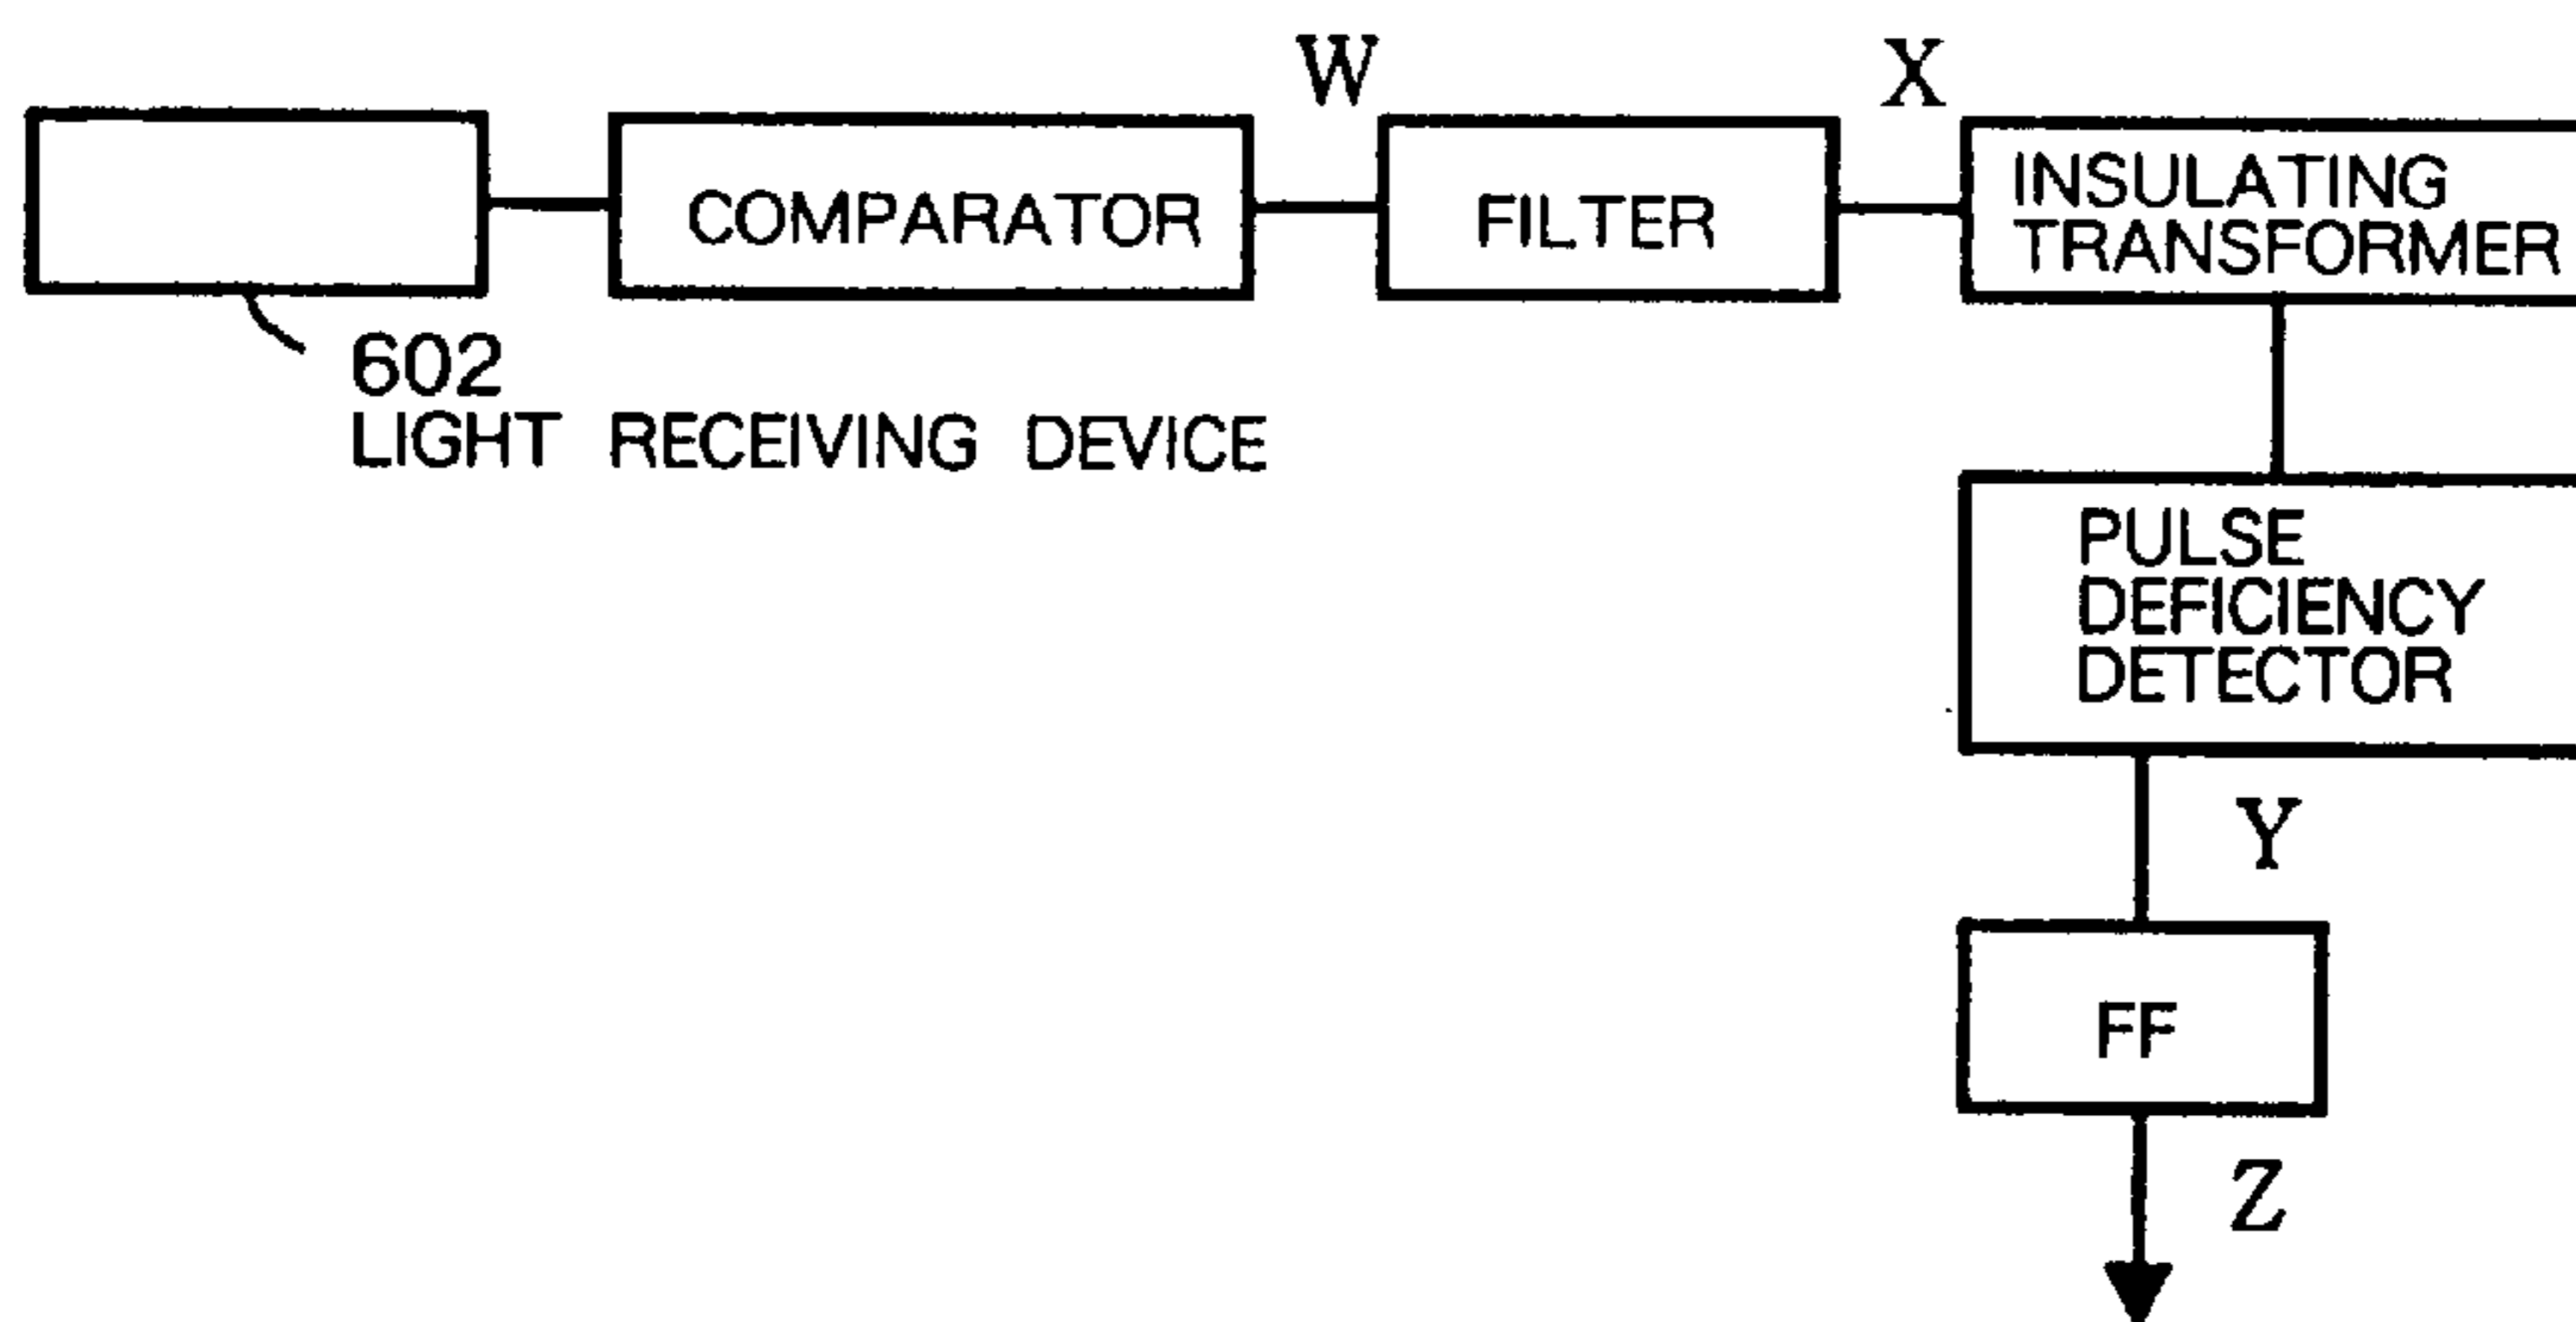 W
X
COMPARATOR
FILTER
INSULATING
TRANSFORMER
602
LIGHT RECEIVING DEVICE
PULSE
DEFICIENCY
DETECTOR
Y
FF
Z